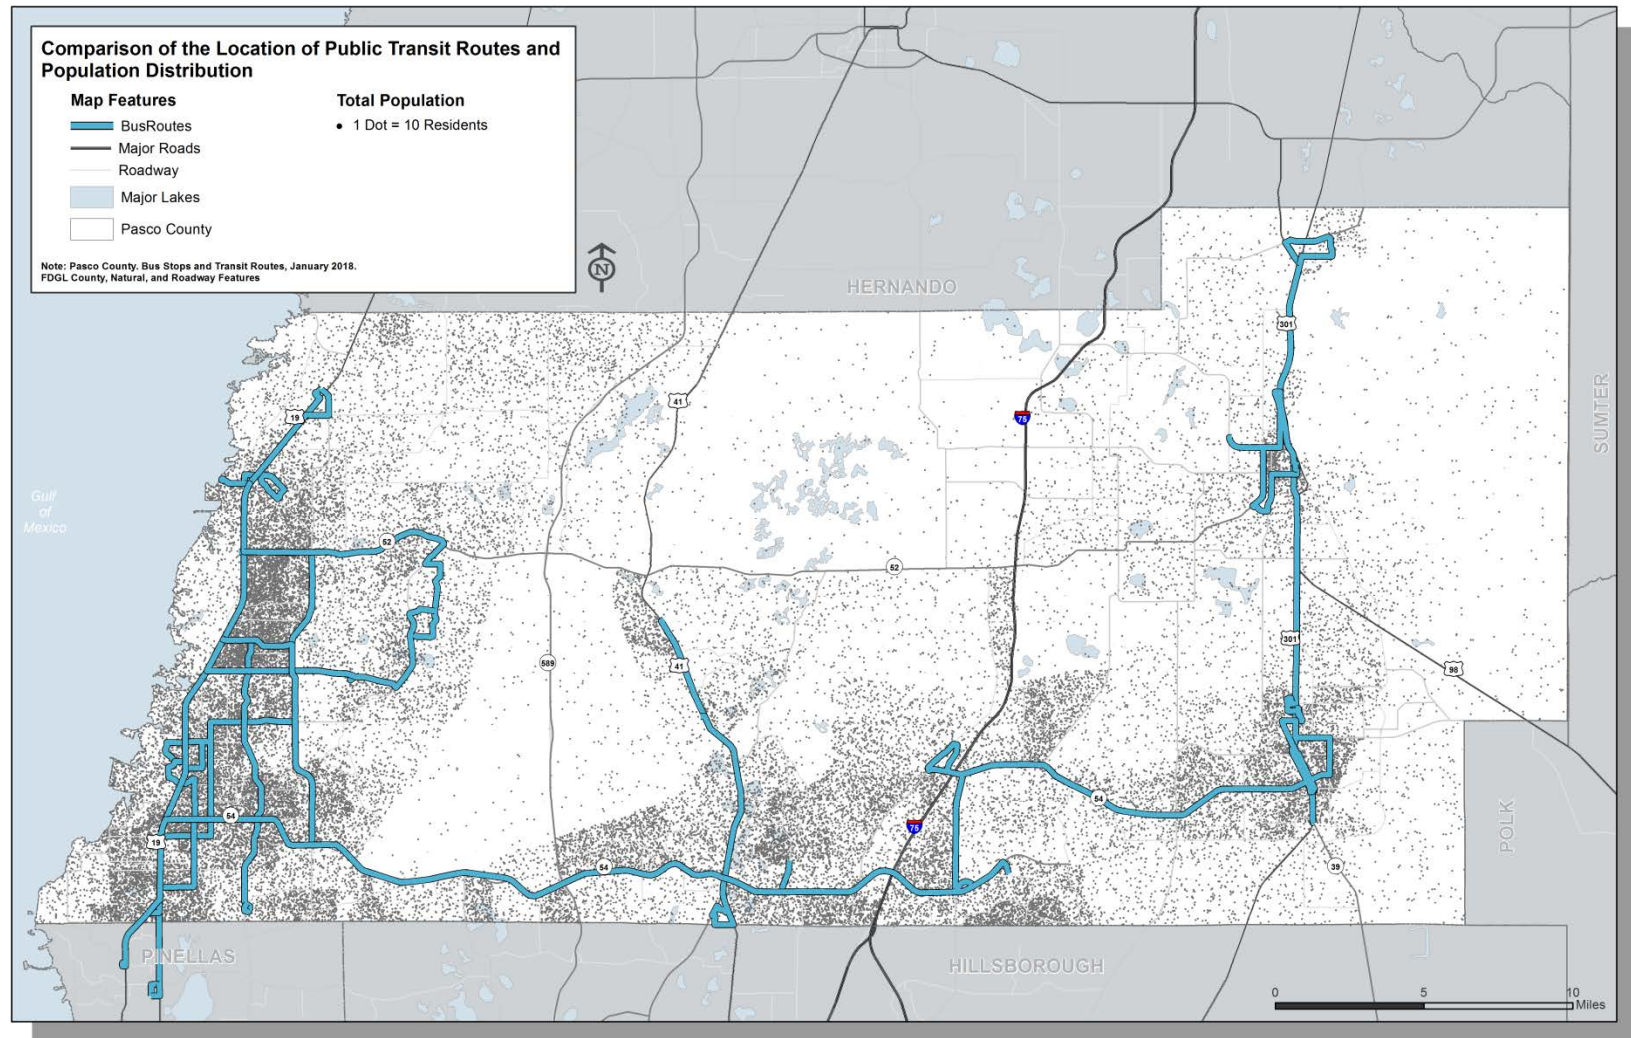 Comparison of the Location of Public Transit Routes and
Population Distribution
Map Features
Total Population
BusRoutes
1 Dot = 10 Residents
Major Roads
Roadway
Major Lakes
Pasco County
Note: Pasco County. Bus Stops and Transit Routes, January 2018.
FDGL County, Natural, and Roadway Features
N
HERNANDO
301
SUMTER
41
19
75
Gulf
of
Mexico
52
52
301
589
41
98
54
54
75
19
54
39
POLK
PINELLAS
HILLSBOROUGH
0 5 10
Miles